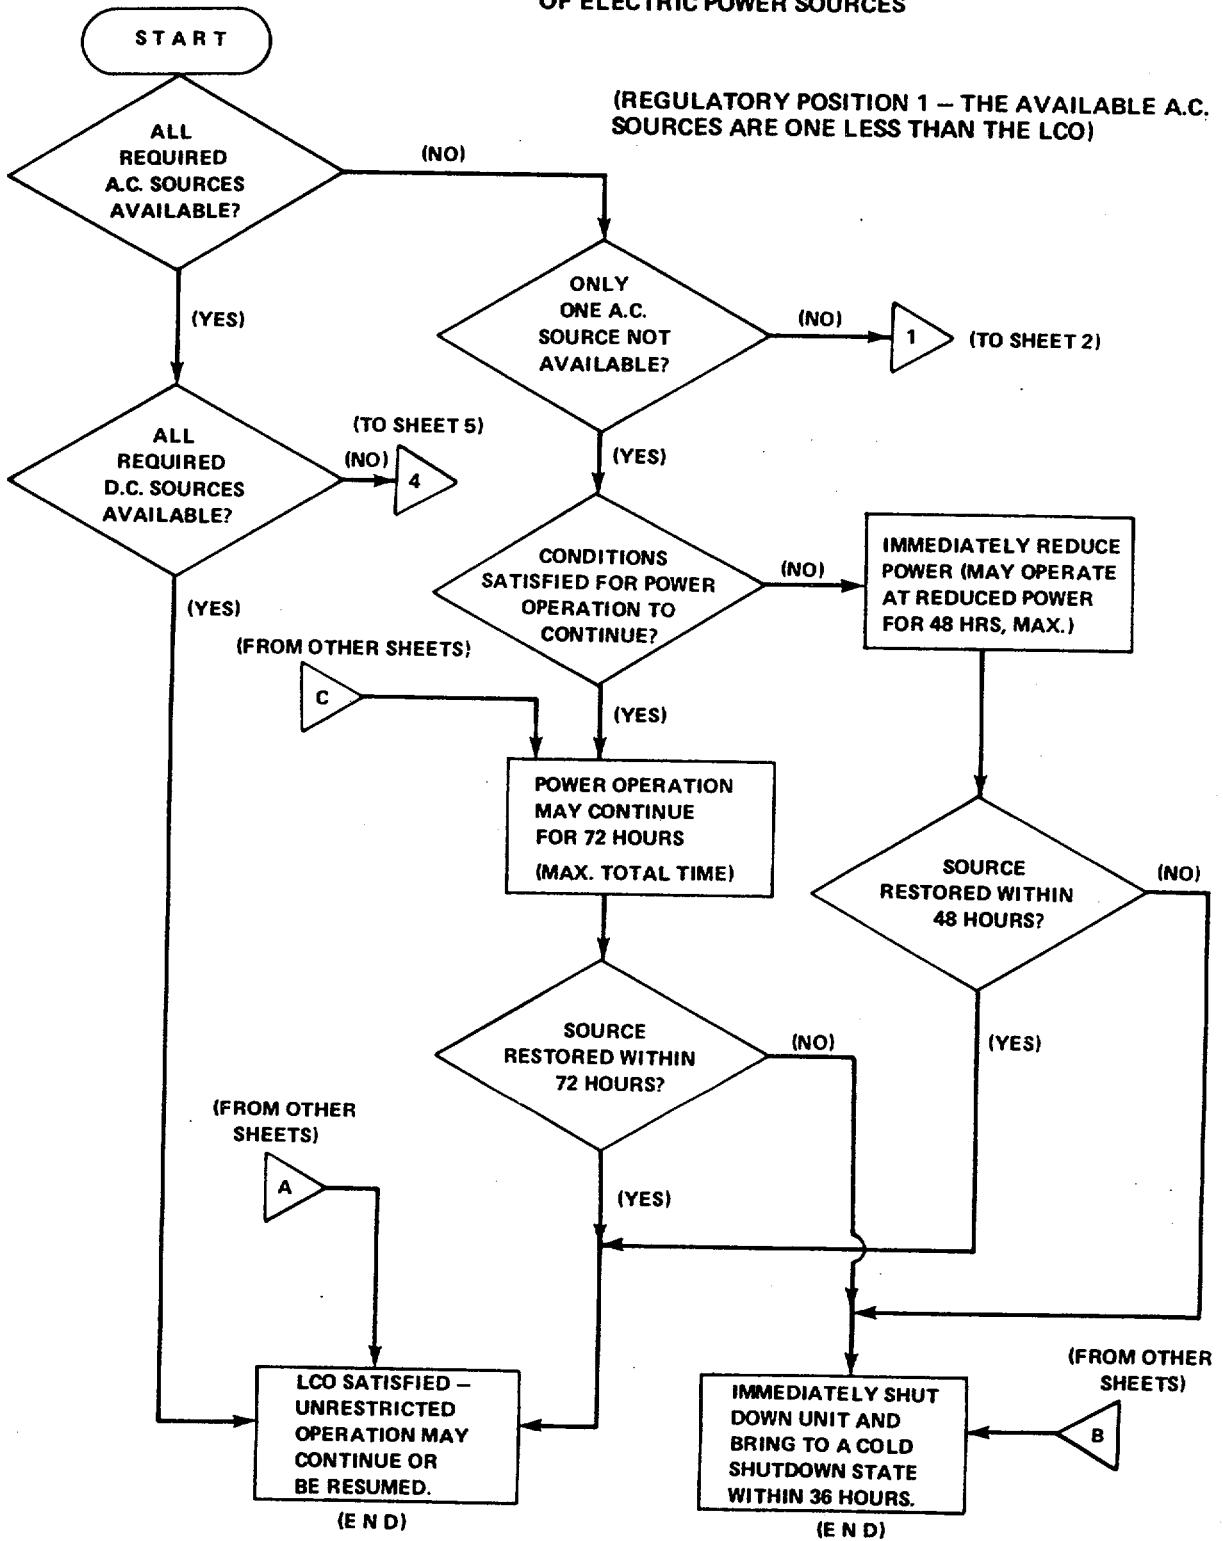 OF ELECTRIC POWER SOURCES
START
(REGULATORY POSITION 1 – THE AVAILABLE A.C.
SOURCES ARE ONE LESS THAN THE LCO)
ALL
REQUIRED
A.C. SOURCES
AVAILABLE?
(NO)
(YES)
ONLY
ONE A.C.
SOURCE NOT
AVAILABLE?
(NO)
1
(TO SHEET 2)
(YES)
ALL
REQUIRED
D.C. SOURCES
AVAILABLE?
(TO SHEET 5)
(NO)
4
(YES)
CONDITIONS
SATISFIED FOR POWER
OPERATION TO
CONTINUE?
(NO)
IMMEDIATELY REDUCE
POWER (MAY OPERATE
AT REDUCED POWER
FOR 48 HRS, MAX.)
(FROM OTHER SHEETS)
C
(YES)
POWER OPERATION
MAY CONTINUE
FOR 72 HOURS
(MAX. TOTAL TIME)
SOURCE
RESTORED WITHIN
48 HOURS?
(NO)
(YES)
SOURCE
RESTORED WITHIN
72 HOURS?
(NO)
(YES)
(FROM OTHER
SHEETS)
A
LCO SATISFIED –
UNRESTRICTED
OPERATION MAY
CONTINUE OR
BE RESUMED.
(END)
IMMEDIATELY SHUT
DOWN UNIT AND
BRING TO A COLD
SHUTDOWN STATE
WITHIN 36 HOURS.
(END)
(FROM OTHER
SHEETS)
B